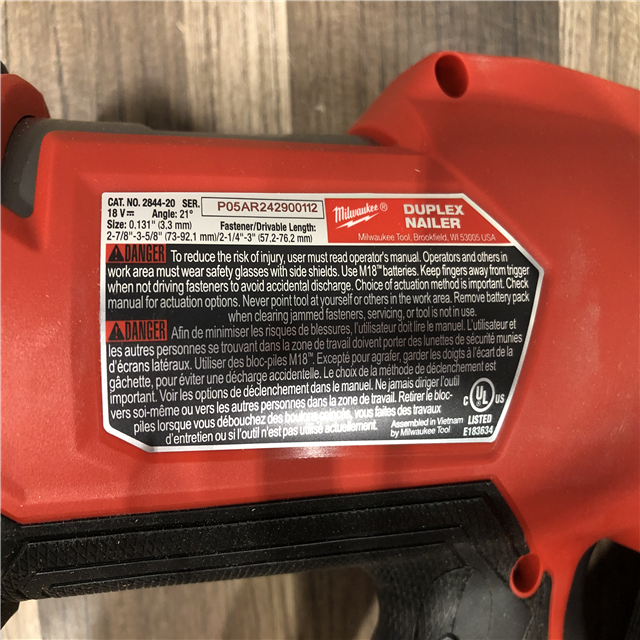 CAT. NO. 2844-20 SER. P05AR242900112
18 V⎓ Angle: 21°
Size: 0.131" (3.3 mm) Fastener/Drivable Length:
2-7/8"-3-5/8" (73-92.1 mm)/2-1/4"-3" (57.2-76.2 mm)
Milwaukee®
DUPLEX
NAILER
Milwaukee Tool, Brookfield, WI 53005 USA
DANGER To reduce the risk of injury, user must read operator's manual. Operators and others in
work area must wear safety glasses with side shields. Use M18™ batteries. Keep fingers away from trigger
when not driving fasteners to avoid accidental discharge. Choice of actuation method is important. Check
manual for actuation options. Never point tool at yourself or others in the work area. Remove battery pack
when clearing jammed fasteners, servicing, or tool is not in use.
DANGER Afin de minimiser les risques de blessures, l'utilisateur doit lire le manuel. L'utilisateur et
les autres personnes se trouvant dans la zone de travail doivent porter des lunettes de sécurité munies
d'écrans latéraux. Utiliser des bloc-piles M18™. Excepté pour agrafer, garder les doigts à l'écart de la
gâchette, pour éviter une décharge accidentelle. Le choix de la méthode de déclenchement est
important. Voir les options de déclenchement dans le manuel. Ne jamais diriger l'outil
vers soi-même ou vers les autres personnes dans la zone de travail. Retirer le bloc-
piles lorsque vous débouchez des boulons coincés, vous faites des travaux
d'entretien ou si l'outil n'est pas utilisé actuellement.
Assembled in Vietnam
by Milwaukee Tool
C UL US
LISTED
E183634